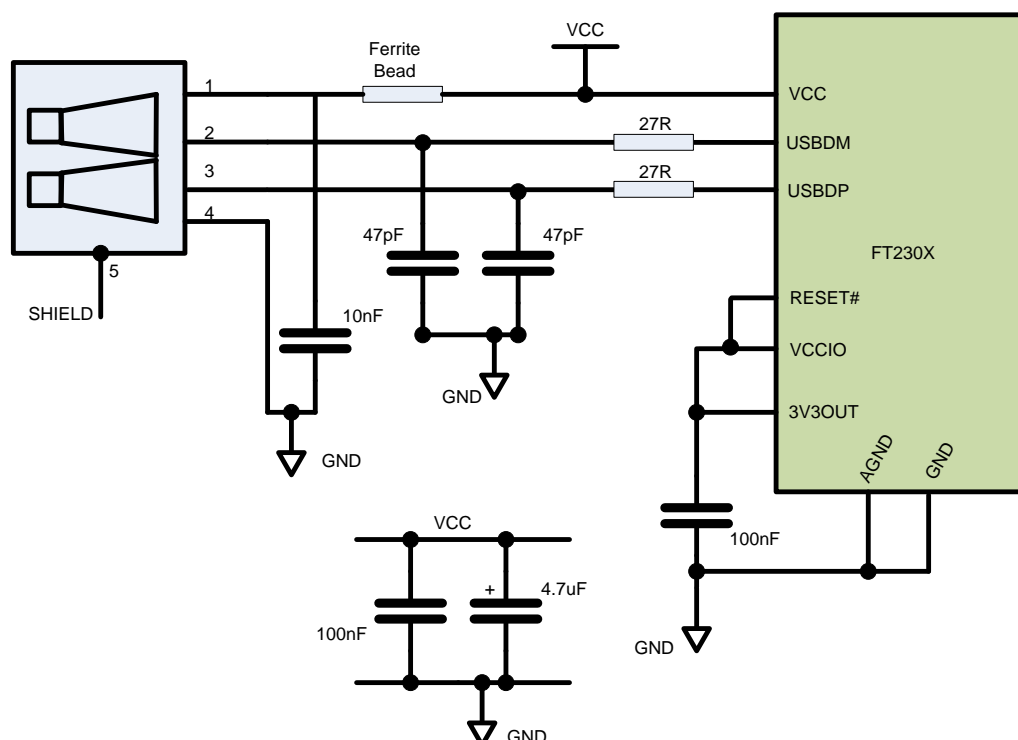 VCC
Ferrite
Bead
1
VCC
27R
2
USBDM
27R
3
USBDP
4
47pF
47pF
FT230X
5
SHIELD
RESET#
10nF
VCCIO
GND
3V3OUT
GND
AGND
GND
VCC
100nF
+
4.7uF
100nF
GND
GND